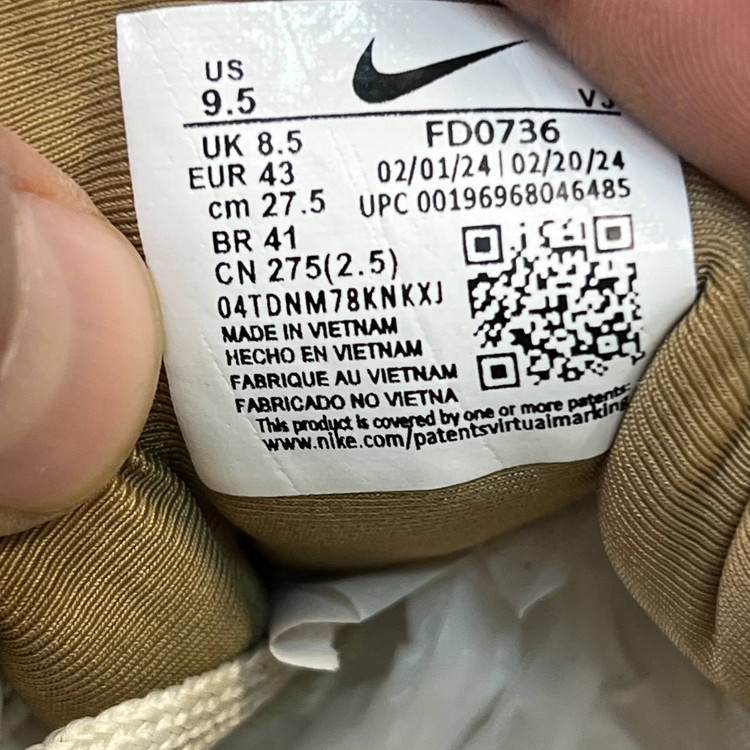 US
9.5
VJ
UK 8.5
EUR 43
cm 27.5
BR 41
CN 275(2.5)
FD0736
02/01/24 | 02/20/24
UPC 00196968046485
04TDNM78KNKXJ
MADE IN VIETNAM
HECHO EN VIETNAM
FABRIQUE AU VIETNAM
FABRICADO NO VIETNA
This product is covered by one or more patents:
www.nike.com/patentsvirtualmarking